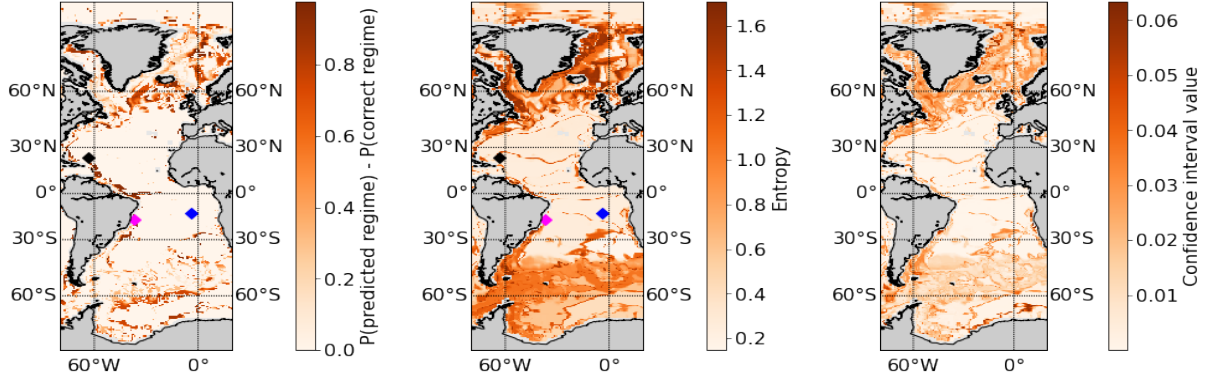 60°N
30°N
0°
30°S
60°S
60°W
0°
60°N
30°N
0°
30°S
60°S
0.8
0.6
0.4
0.2
0.0
P(predicted regime) - P(correct regime)
60°N
30°N
0°
30°S
60°S
60°W
0°
60°N
30°N
0°
30°S
60°S
1.6
1.4
1.2
1.0
0.8
0.6
0.4
0.2
Entropy
60°N
30°N
0°
30°S
60°S
60°W
0°
0.06
0.05
0.04
0.03
0.02
0.01
Confidence interval value